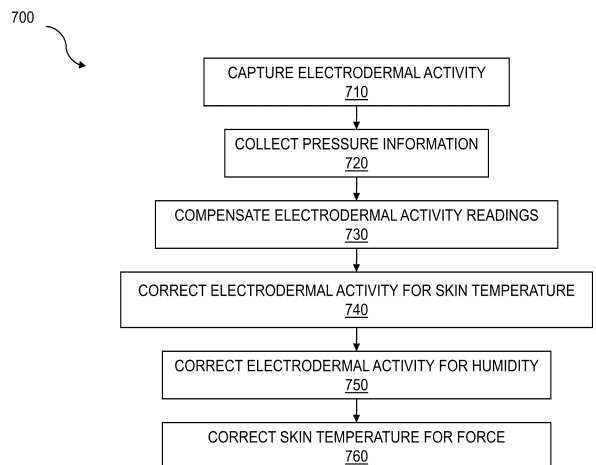 700
CAPTURE ELECTRODERMAL ACTIVITY
710
COLLECT PRESSURE INFORMATION
720
COMPENSATE ELECTRODERMAL ACTIVITY READINGS
730
CORRECT ELECTRODERMAL ACTIVITY FOR SKIN TEMPERATURE
740
CORRECT ELECTRODERMAL ACTIVITY FOR HUMIDITY
750
CORRECT SKIN TEMPERATURE FOR FORCE
760